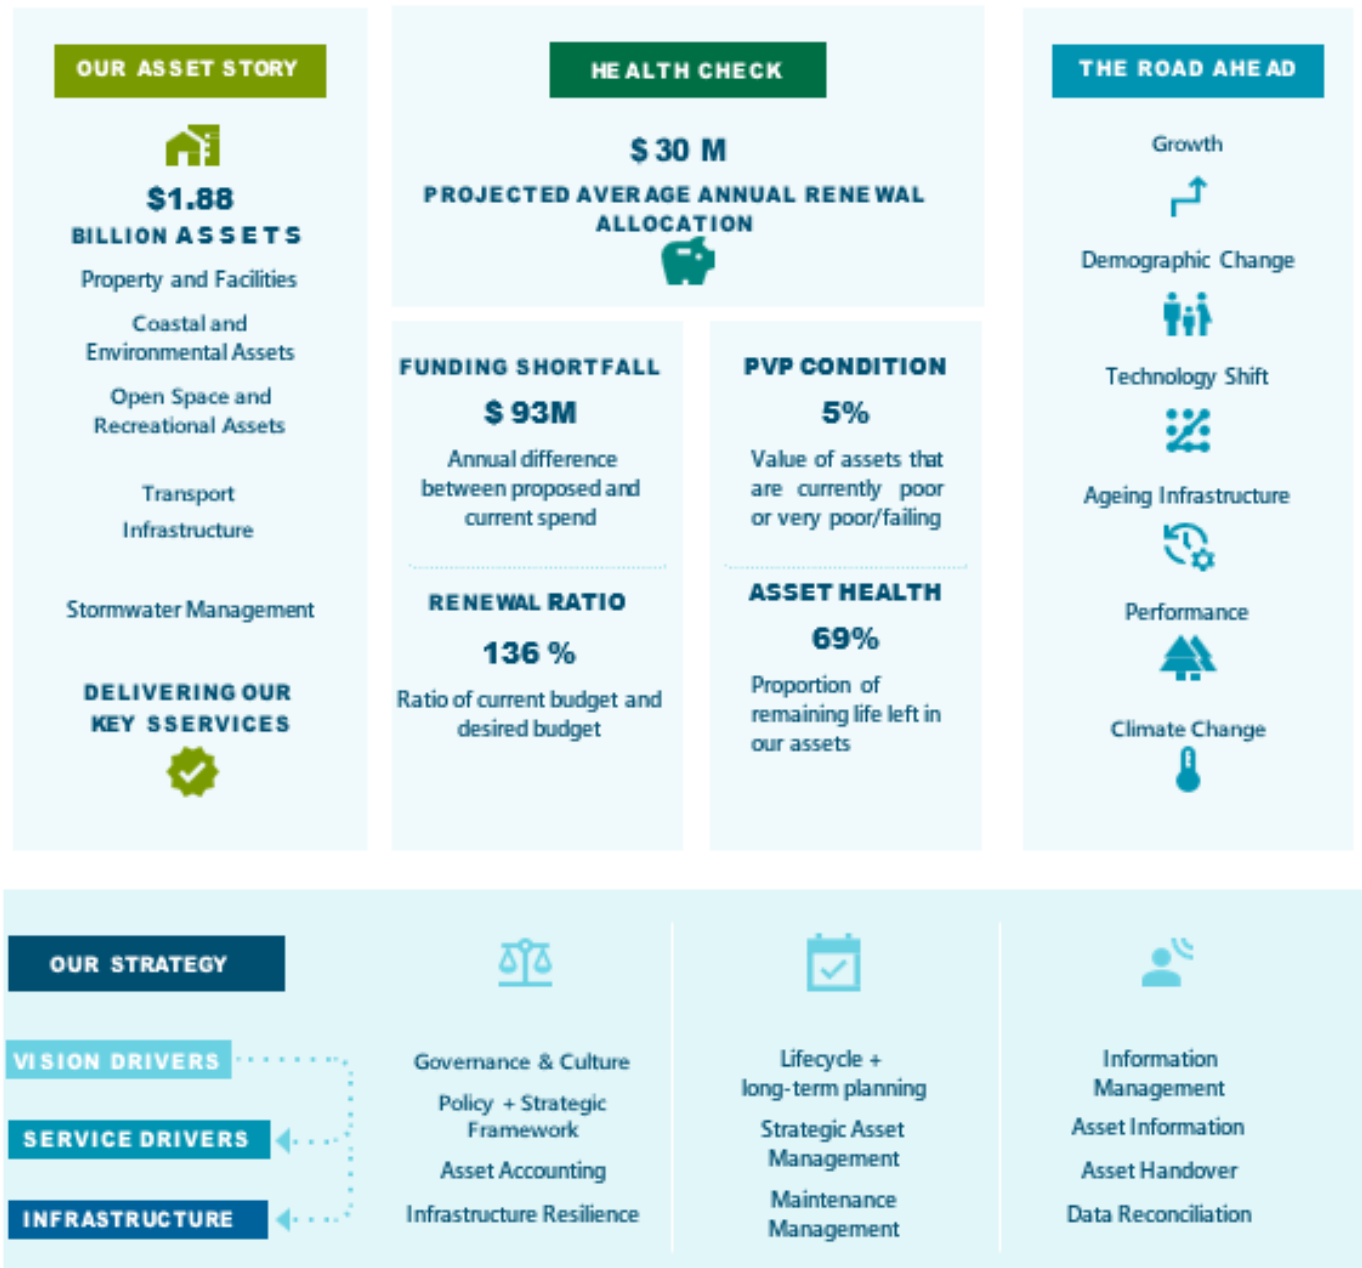 OUR ASSET STORY
$1.88
BILLION ASSETS
Property and Facilities
Coastal and
Environmental Assets
Open Space and
Recreational Assets
Transport
Infrastructure
Stormwater Management
DELIVERING OUR
KEY SSERVICES
HEALTH CHECK
$ 30 M
PROJECTED AVERAGE ANNUAL RENEWAL
ALLOCATION
FUNDING SHORTFALL
$ 93M
Annual difference
between proposed and
current spend
RENEWAL RATIO
136 %
Ratio of current budget and
desired budget
PVP CONDITION
5%
Value of assets that
are currently poor
or very poor/failing
ASSET HEALTH
69%
Proportion of
remaining life left in
our assets
THE ROAD AHEAD
Growth
Demographic Change
Technology Shift
Ageing Infrastructure
Performance
Climate Change
OUR STRATEGY
VISION DRIVERS
SERVICE DRIVERS
INFRASTRUCTURE
Governance & Culture
Policy + Strategic
Framework
Asset Accounting
Infrastructure Resilience
Lifecycle +
long-term planning
Strategic Asset
Management
Maintenance
Management
Information
Management
Asset Information
Asset Handover
Data Reconciliation